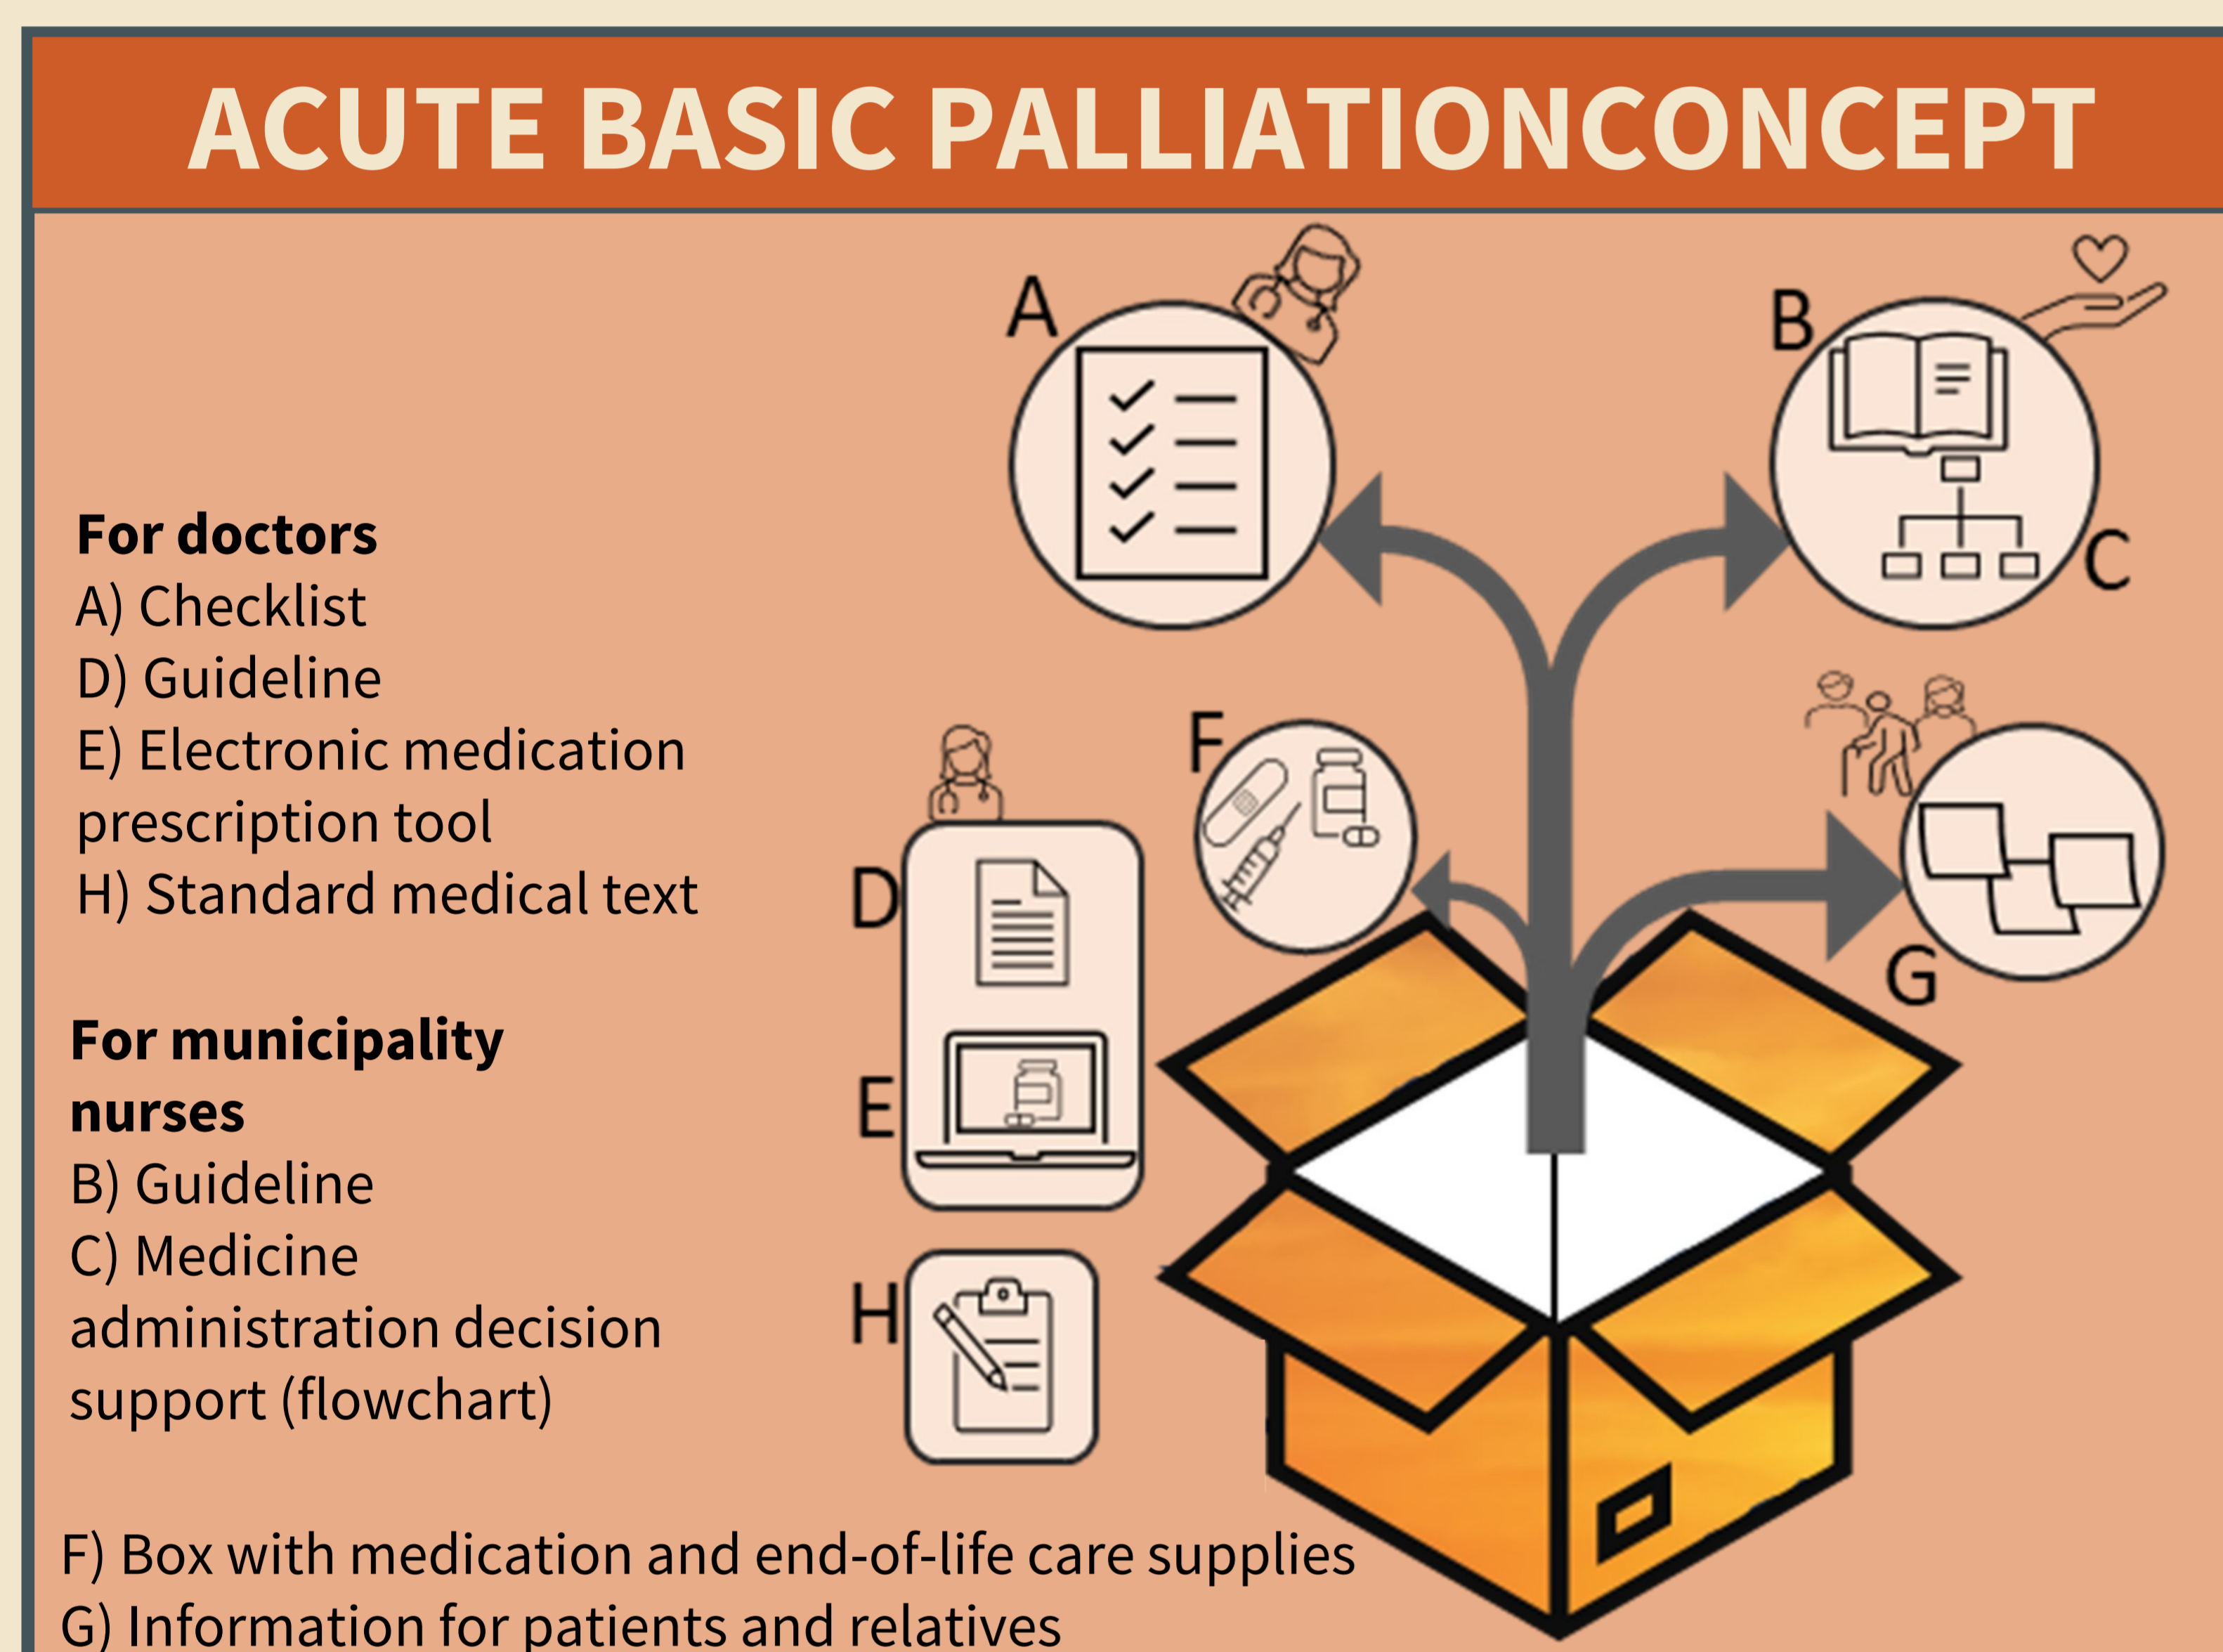 ACUTE BASIC PALLIATIONCONCEPT
For doctors
A) Checklist
D) Guideline
E) Electronic medication
prescription tool
H) Standard medical text
For municipality
nurses
B) Guideline
C) Medicine
administration decision
support (flowchart)
F) Box with medication and end-of-life care supplies
G) Information for patients and relatives
A
B
C
F
D
G
E
H